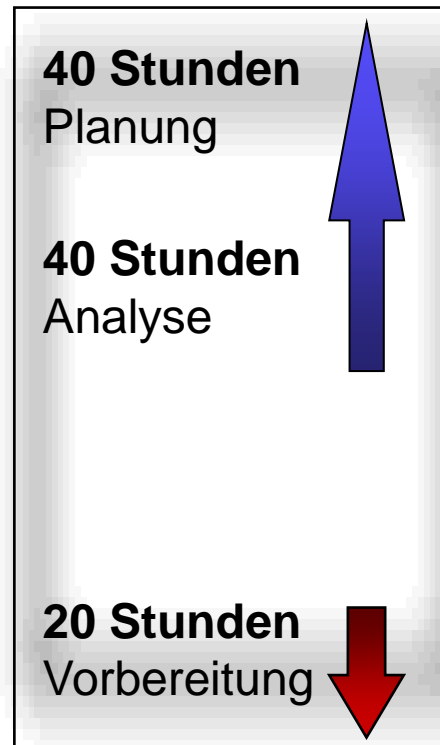 40 Stunden
Planung
40 Stunden
Analyse
20 Stunden
Vorbereitung